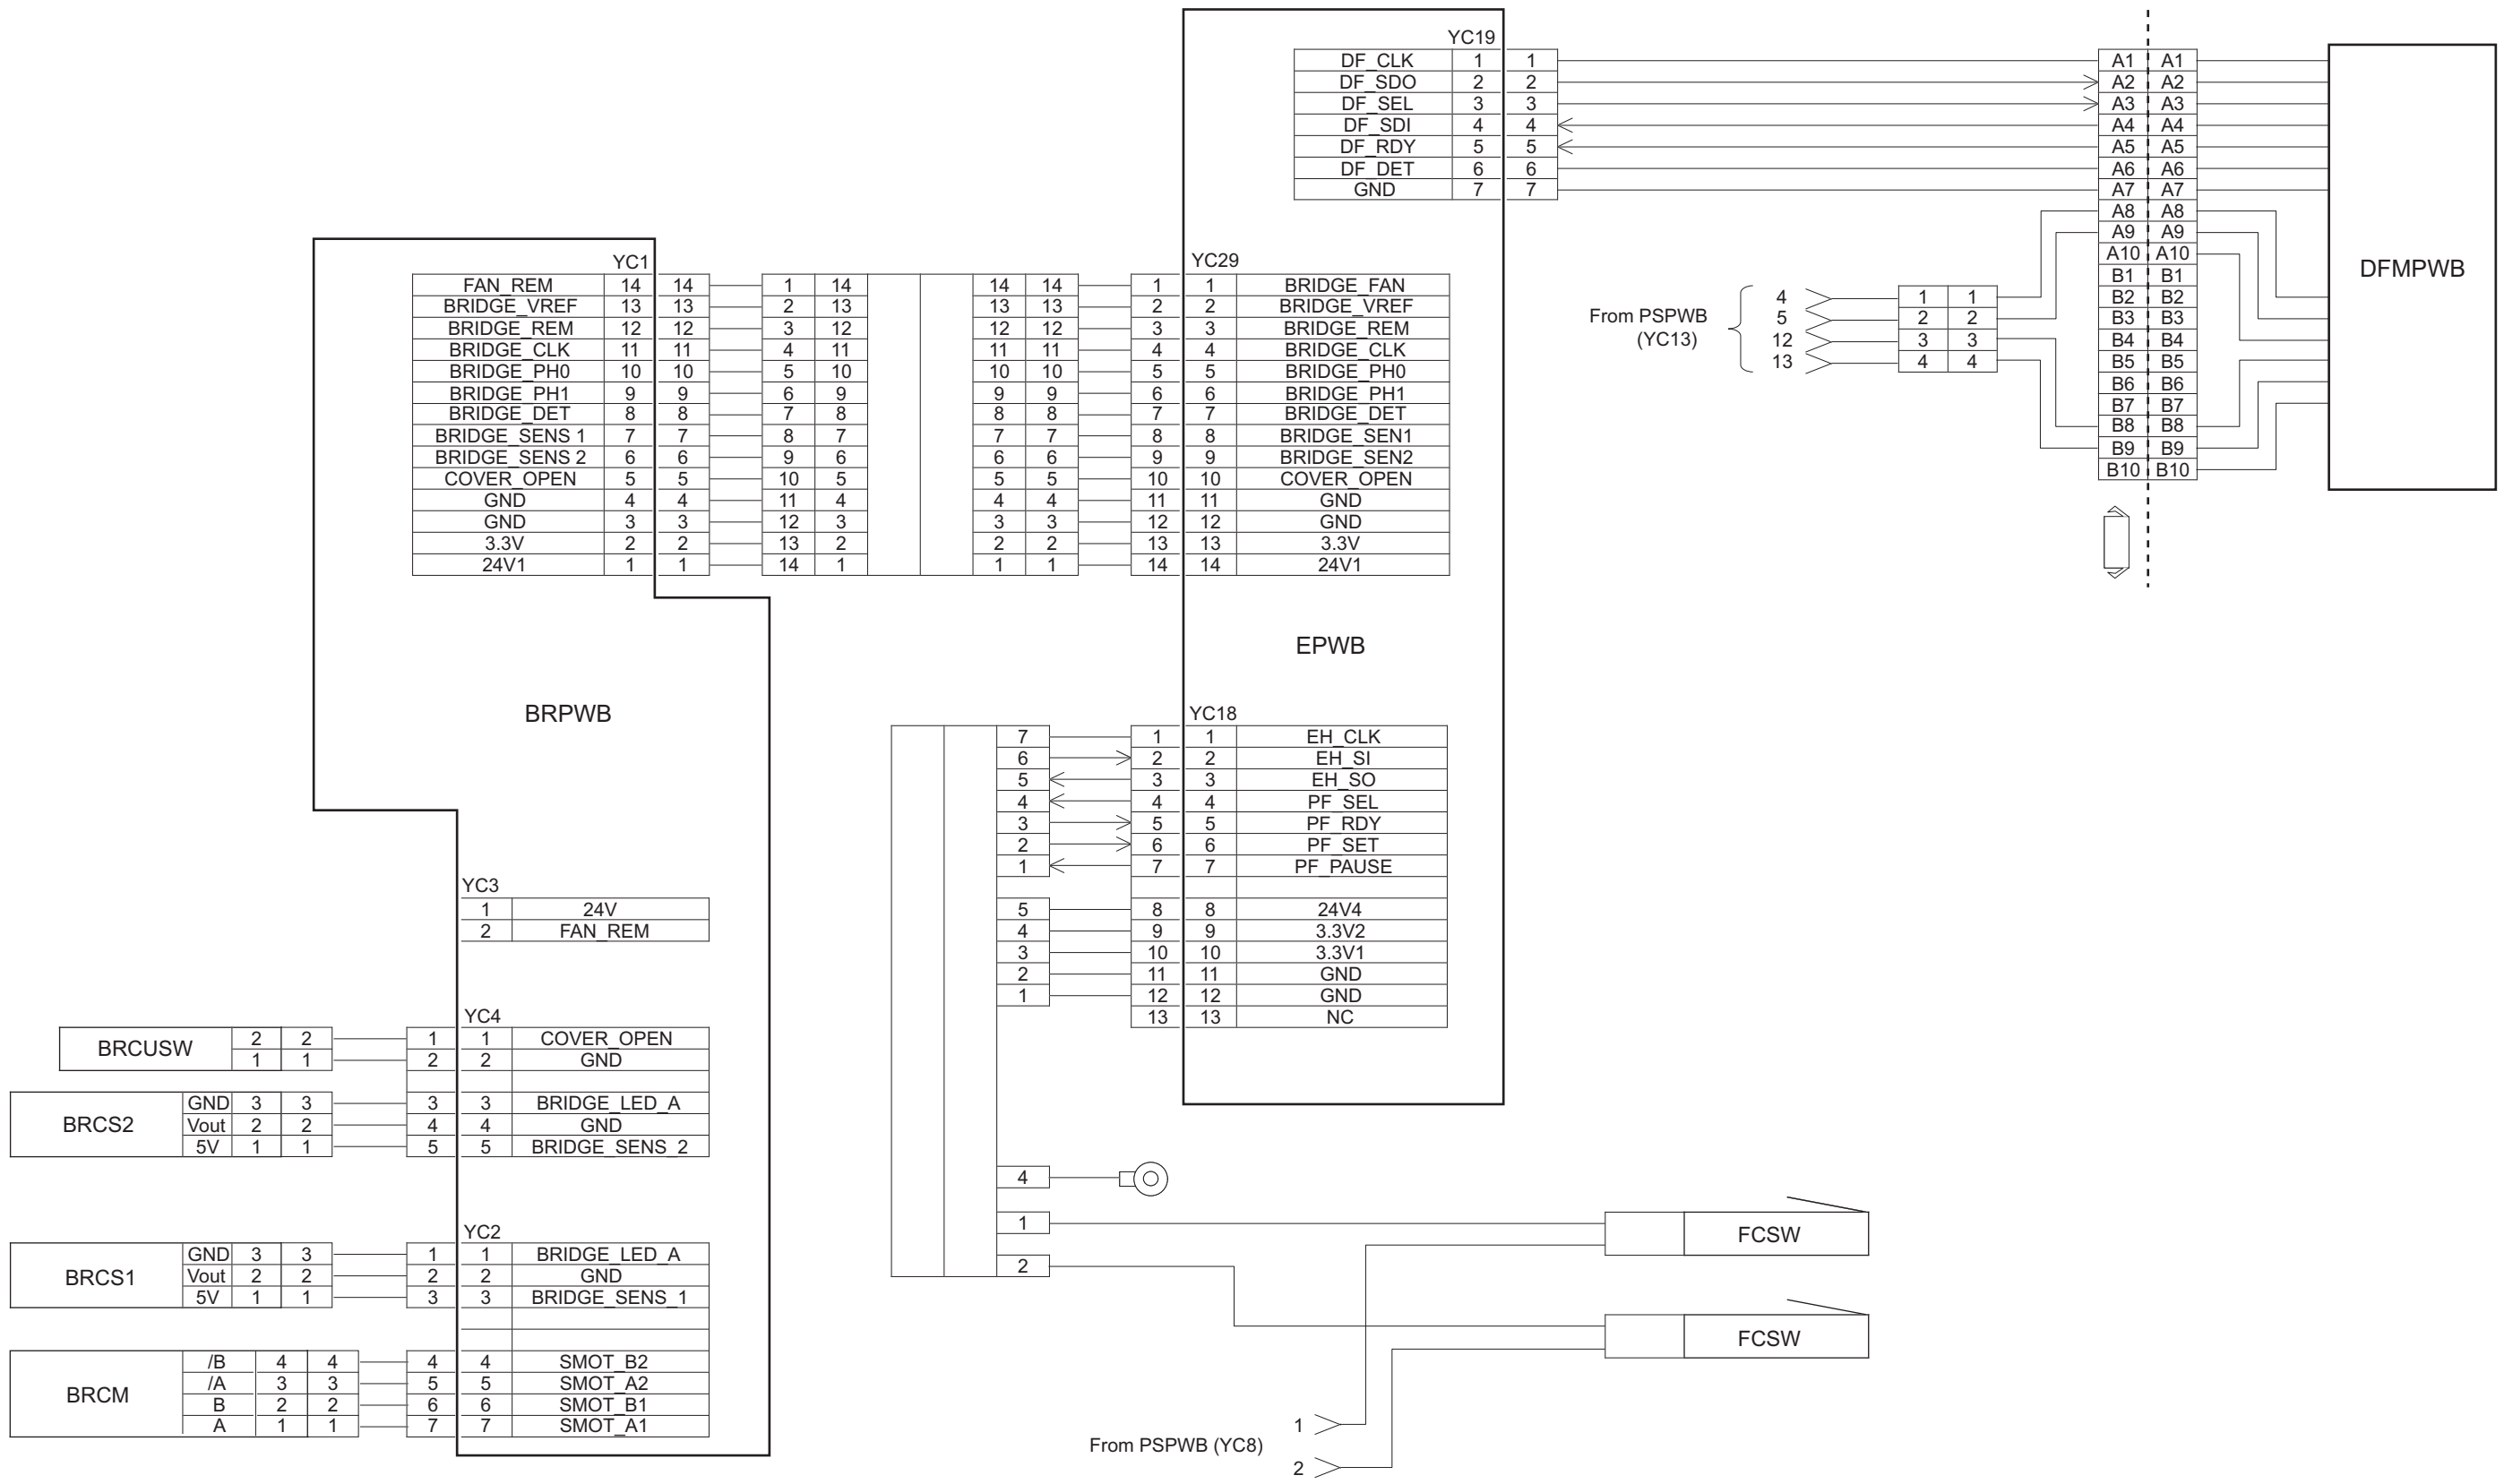 YC19
DF_CLK 1 1
DF_SDO 2 2
DF_SEL 3 3
DF_SDI 4 4
DF_RDY 5 5
DF_DET 6 6
GND 7 7
A1 A1
A2 A2
A3 A3
A4 A4
A5 A5
A6 A6
A7 A7
A8 A8
A9 A9
A10 A10
B1 B1
B2 B2
B3 B3
B4 B4
B5 B5
B6 B6
B7 B7
B8 B8
B9 B9
B10 B10
DFMPWB
From PSPWB
(YC13)
4 1 1
5 2 2
12 3 3
13 4 4
YC1
FAN_REM 14 14 1 14 14 14
BRIDGE_VREF 13 13 2 13 13 13
BRIDGE_REM 12 12 3 12 12 12
BRIDGE_CLK 11 11 4 11 11 11
BRIDGE_PH0 10 10 5 10 10 10
BRIDGE_PH1 9 9 6 9 9 9
BRIDGE_DET 8 8 7 8 8 8
BRIDGE_SENS 1 7 7 8 7 7 7
BRIDGE_SENS 2 6 6 9 6 6 6
COVER_OPEN 5 5 10 5 5 5
GND 4 4 11 4 4 4
GND 3 3 12 3 3 3
3.3V 2 2 13 2 2 2
24V1 1 1 14 1 1 1
YC29
1 1 BRIDGE_FAN
2 2 BRIDGE_VREF
3 3 BRIDGE_REM
4 4 BRIDGE_CLK
5 5 BRIDGE_PH0
6 6 BRIDGE_PH1
7 7 BRIDGE_DET
8 8 BRIDGE_SEN1
9 9 BRIDGE_SEN2
10 10 COVER_OPEN
11 11 GND
12 12 GND
13 13 3.3V
14 14 24V1
EPWB
BRPWB
YC18
7 1 1 EH_CLK
6 2 2 EH_SI
5 3 3 EH_SO
4 4 4 PF_SEL
3 5 5 PF_RDY
2 6 6 PF_SET
1 7 7 PF_PAUSE
5 8 8 24V4
4 9 9 3.3V2
3 10 10 3.3V1
2 11 11 GND
1 12 12 GND
13 13 NC
4
1
2
FCSW
FCSW
1
From PSPWB (YC8)
2
YC3
1 24V
2 FAN_REM
YC4
BRCUSW
2 2 1 1 COVER_OPEN
1 1 2 2 GND
BRCS2
GND 3 3 3 3 BRIDGE_LED_A
Vout 2 2 4 4 GND
5V 1 1 5 5 BRIDGE_SENS_2
YC2
BRCS1
GND 3 3 1 1 BRIDGE_LED_A
Vout 2 2 2 2 GND
5V 1 1 3 3 BRIDGE_SENS_1
BRCM
/B 4 4 4 4 SMOT_B2
/A 3 3 5 5 SMOT_A2
B 2 2 6 6 SMOT_B1
A 1 1 7 7 SMOT_A1